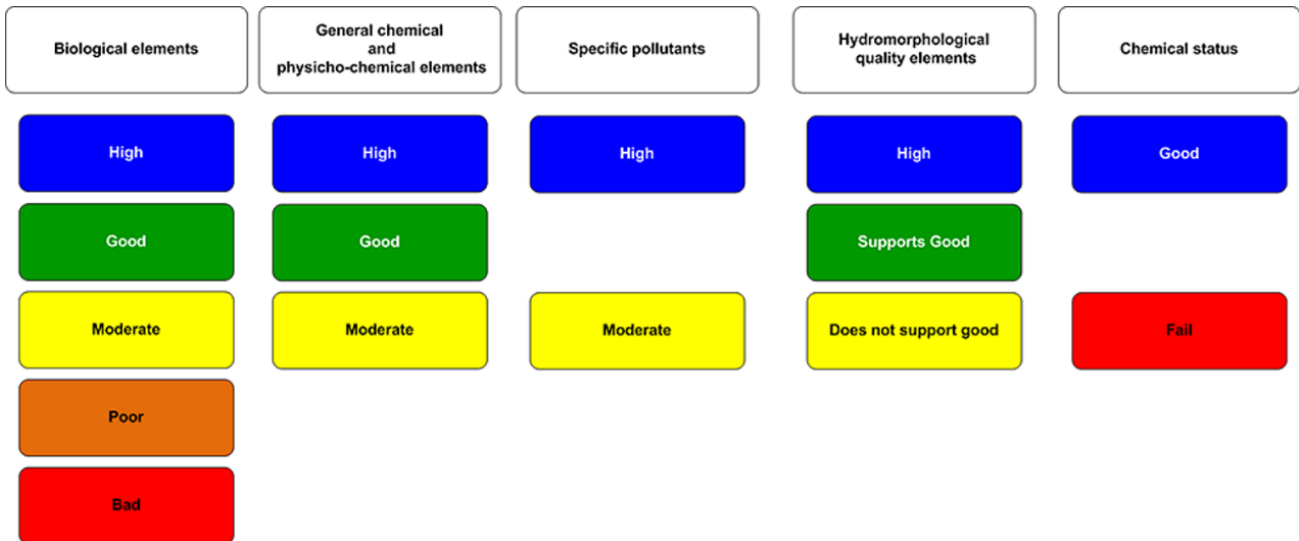 Biological elements
General chemical
and
physicho-chemical elements
Specific pollutants
Hydromorphological
quality elements
Chemical status
High
High
High
High
Good
Good
Good
Supports Good
Moderate
Moderate
Moderate
Does not support good
Fail
Poor
Bad